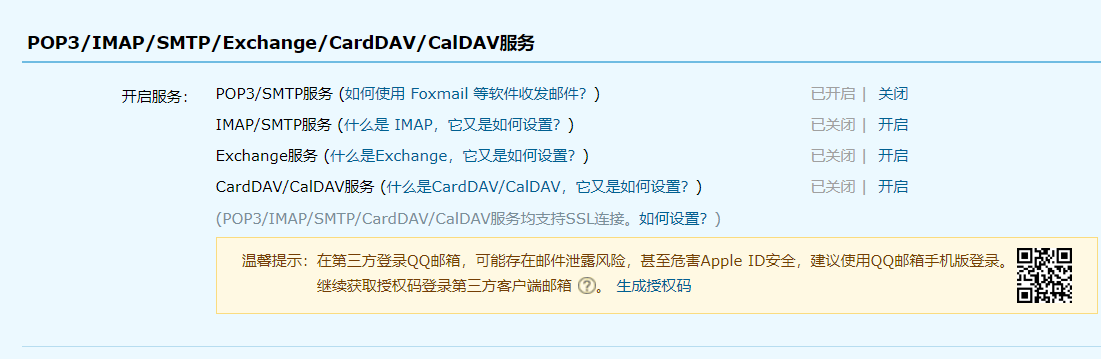 POP3/IMAP/SMTP/Exchange/CardDAV/CalDAV服务
开启服务： POP3/SMTP服务 (如何使用 Foxmail 等软件收发邮件？) 已开启 | 关闭
IMAP/SMTP服务 (什么是 IMAP，它又是如何设置？) 已关闭 | 开启
Exchange服务 (什么是Exchange，它又是如何设置？) 已关闭 | 开启
CardDAV/CalDAV服务 (什么是CardDAV/CalDAV，它又是如何设置？) 已关闭 | 开启
(POP3/IMAP/SMTP/CardDAV/CalDAV服务均支持SSL连接。如何设置？)
温馨提示：在第三方登录QQ邮箱，可能存在邮件泄露风险，甚至危害Apple ID安全，建议使用QQ邮箱手机版登录。
继续获取授权码登录第三方客户端邮箱 ? 。 生成授权码